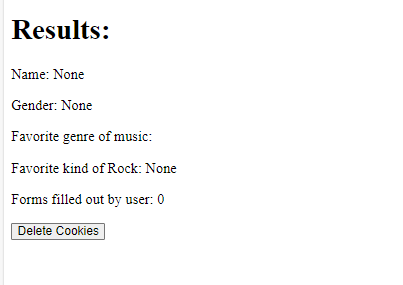 Results:
Name: None
Gender: None
Favorite genre of music:
Favorite kind of Rock: None
Forms filled out by user: 0
Delete Cookies